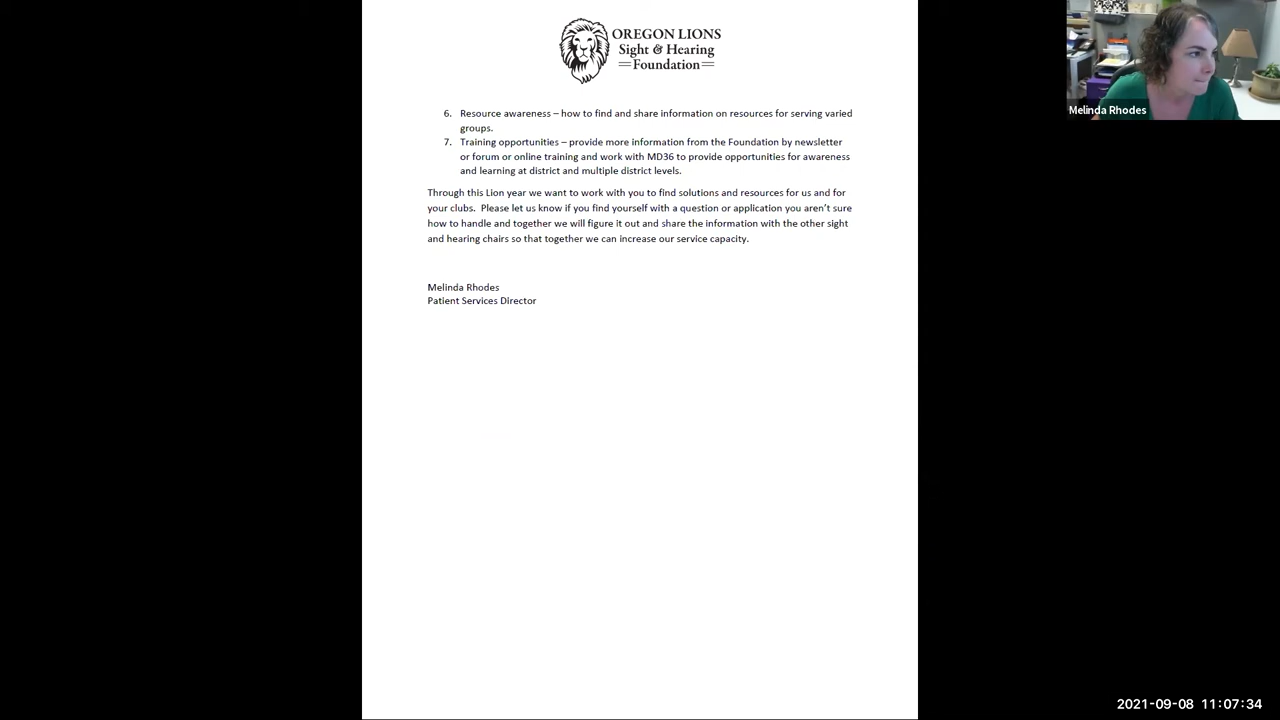 OREGON LIONS
Sight & Hearing
Foundation
Melinda Rhodes
6. Resource awareness – how to find and share information on resources for serving varied
groups.
7. Training opportunities – provide more information from the Foundation by newsletter
or forum or online training and work with MD36 to provide opportunities for awareness
and learning at district and multiple district levels.
Through this Lion year we want to work with you to find solutions and resources for us and for
your clubs.  Please let us know if you find yourself with a question or application you aren’t sure
how to handle and together we will figure it out and share the information with the other sight
and hearing chairs so that together we can increase our service capacity.
Melinda Rhodes
Patient Services Director
2021-09-08 11:07:34